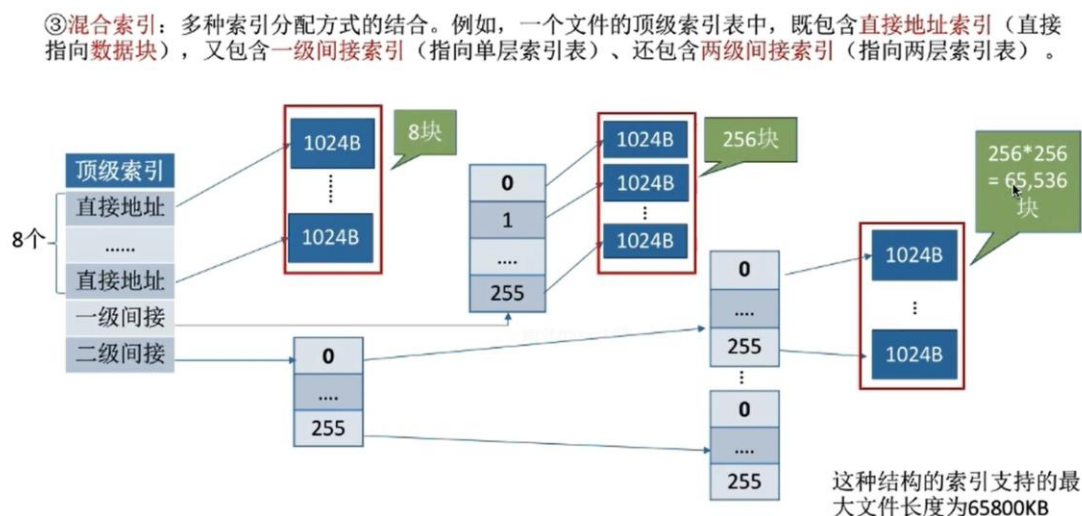 ③混合索引：多种索引分配方式的结合。例如，一个文件的顶级索引表中，既包含直接地址索引（直接
指向数据块），又包含一级间接索引（指向单层索引表）、还包含两级间接索引（指向两层索引表）。
顶级索引
8个
直接地址
......
直接地址
一级间接
二级间接
1024B
1024B
8块
0
1
....
255
1024B
1024B
1024B
256块
0
....
255
0
....
255
0
....
255
1024B
1024B
256*256
= 65,536
块
这种结构的索引支持的最
大文件长度为65800KB